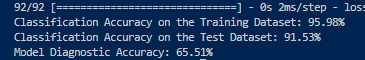 92/92 [==============================] - 0s 2ms/step - los
Classification Accuracy on the Training Dataset: 95.98%
Classification Accuracy on the Test Dataset: 91.53%
Model Diagnostic Accuracy: 65.51%